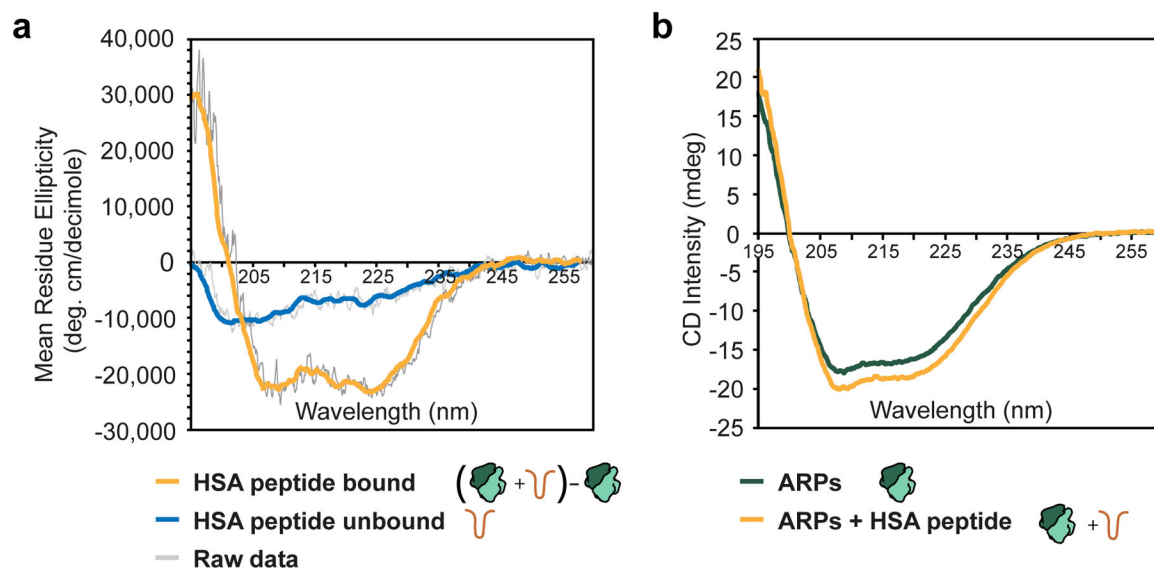 a
Mean Residue Ellipticity
(deg. cm/decimole)
40,000
30,000
20,000
10,000
0
-10,000
-20,000
-30,000
205 215 225 235 245 255
Wavelength (nm)
HSA peptide bound ( + ) -
HSA peptide unbound
Raw data
b
CD Intensity (mdeg)
25
20
15
10
5
0
-5
-10
-15
-20
-25
195 205 215 225 235 245 255
Wavelength (nm)
ARPs
ARPs + HSA peptide +